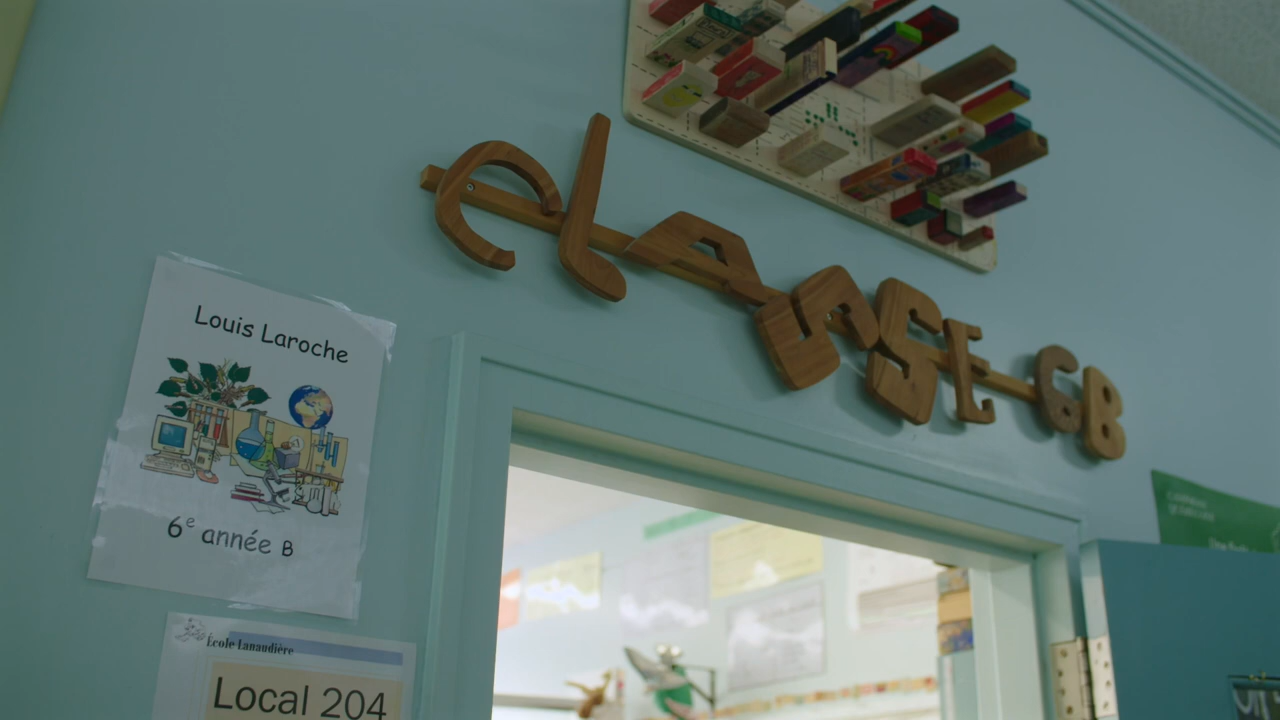 cLASSE 6B
Louis Laroche
6e année B
École Lanaudière
Local 204